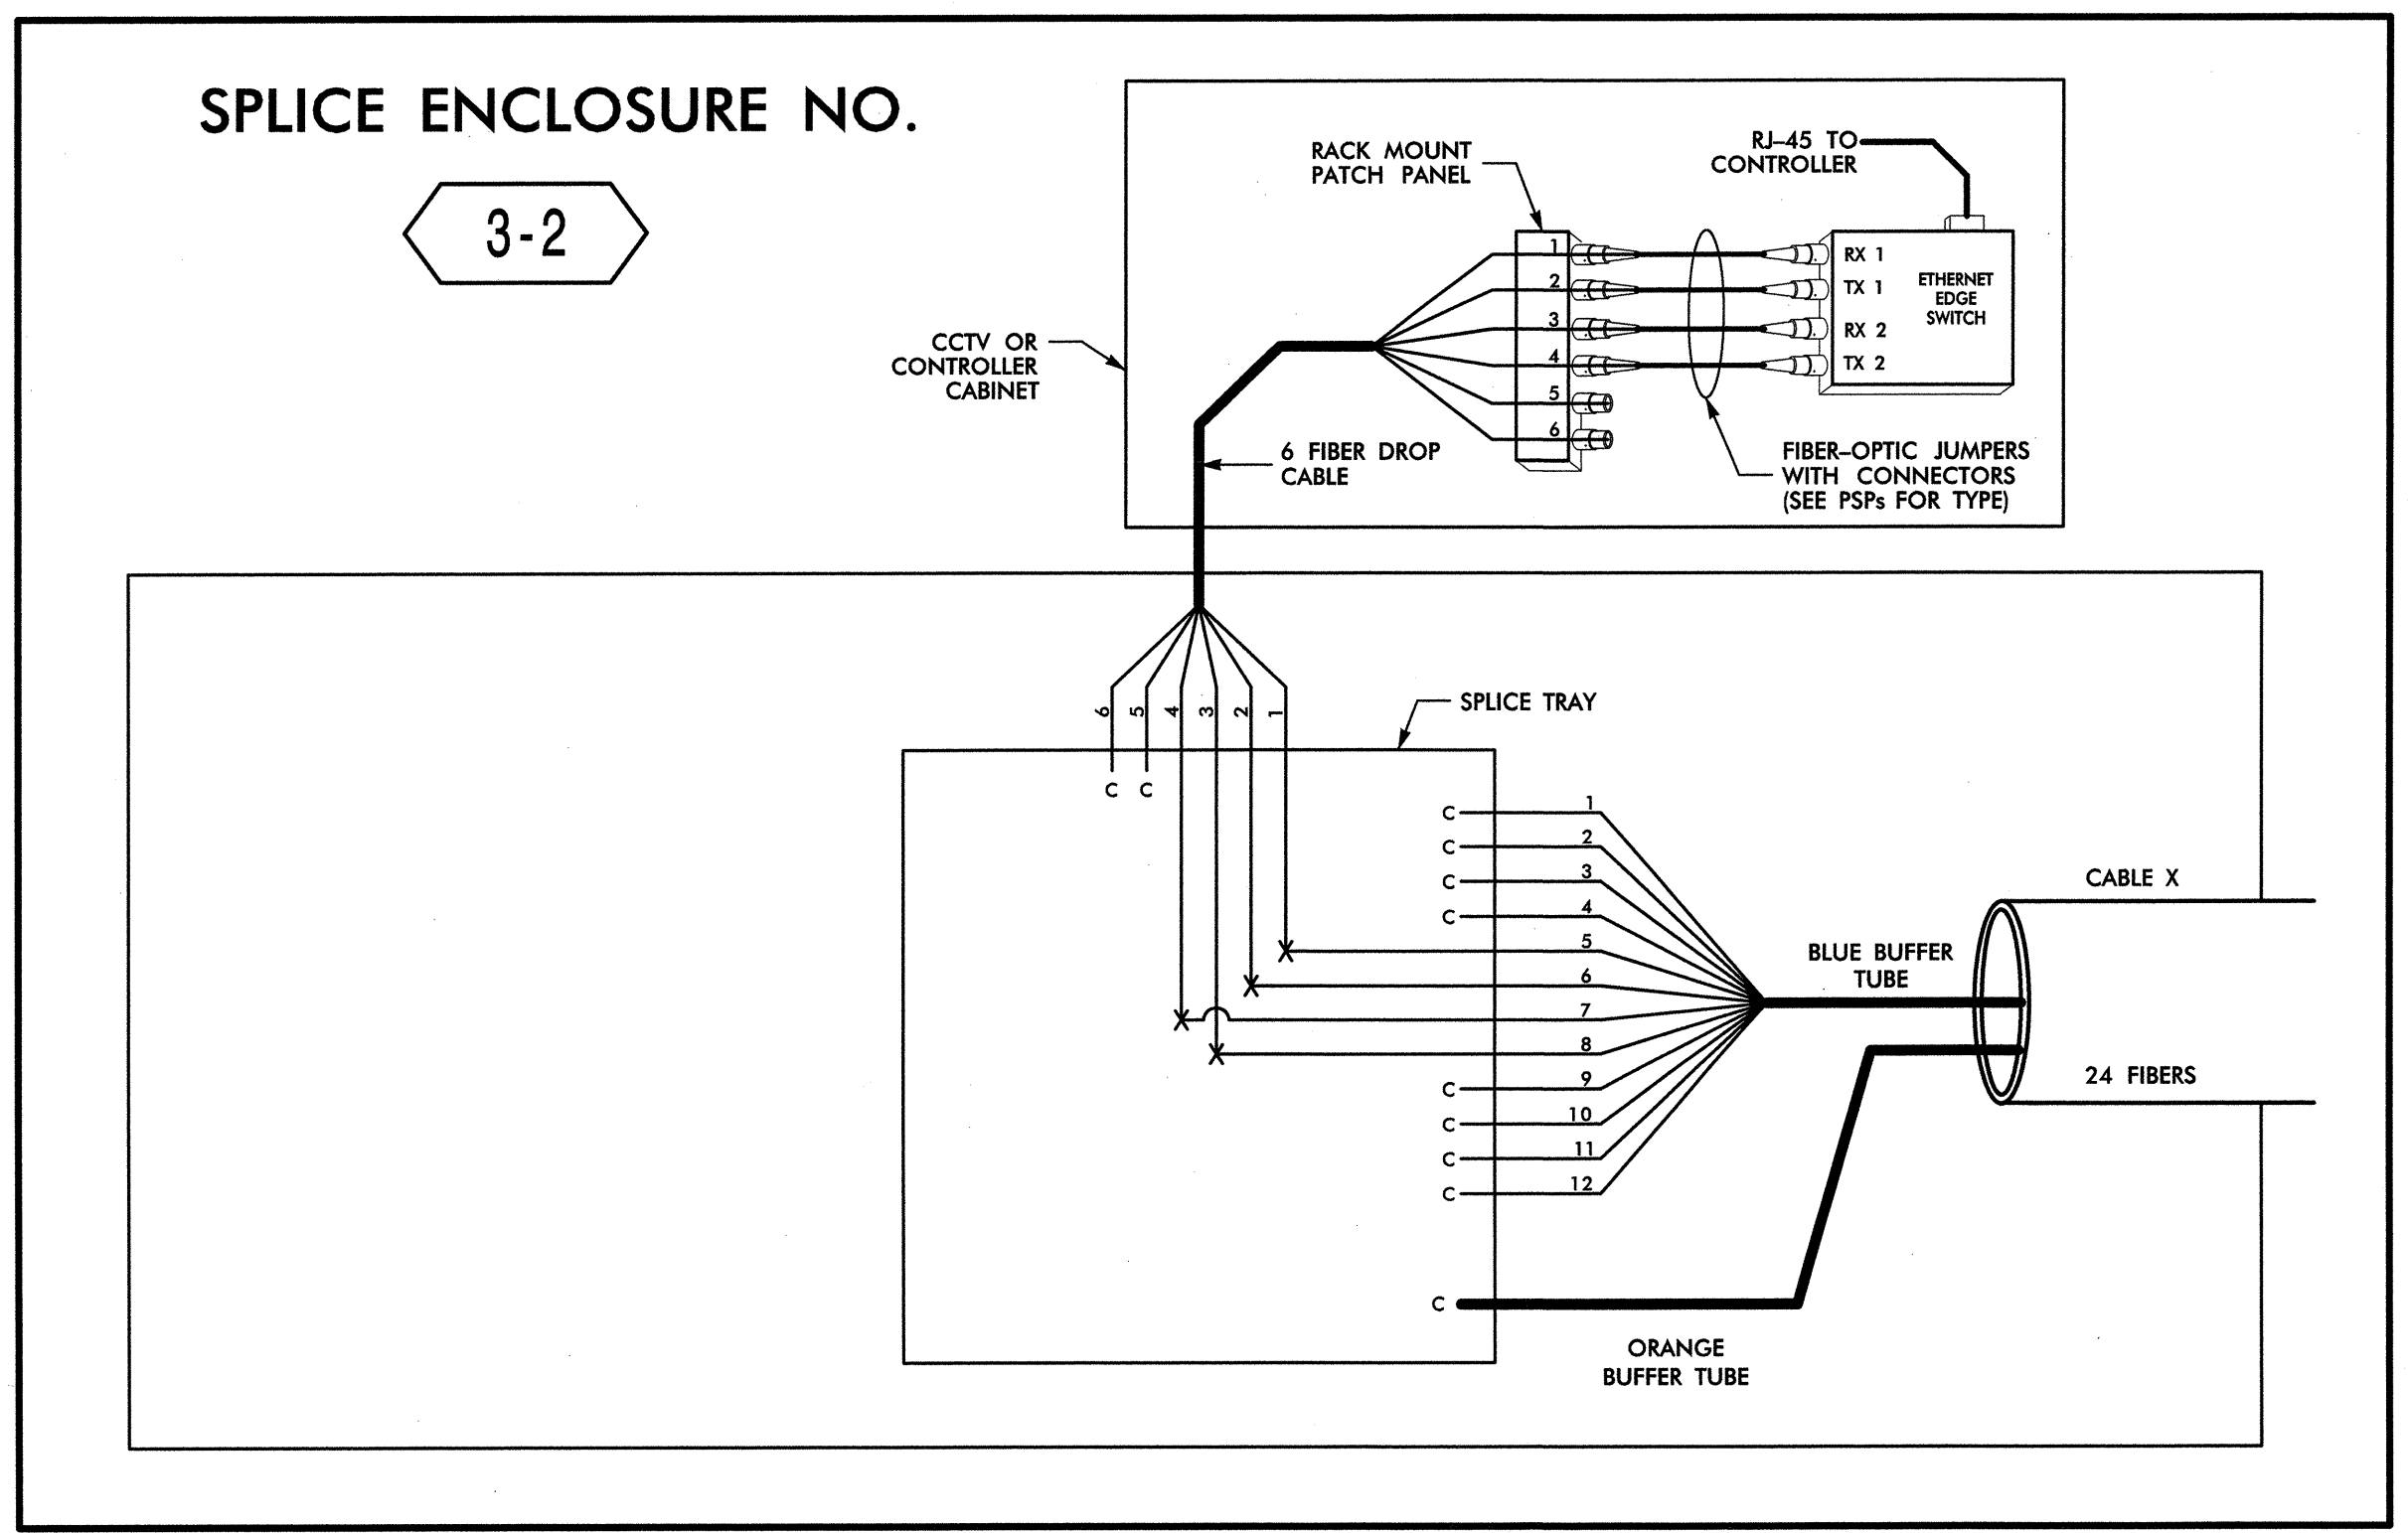 SPLICE ENCLOSURE NO.
3-2
RACK MOUNT
PATCH PANEL
RJ-45 TO
CONTROLLER
1
2
3
4
5
6
RX 1
TX 1
RX 2
TX 2
ETHERNET
EDGE
SWITCH
CCTV OR
CONTROLLER
CABINET
6 FIBER DROP
CABLE
FIBER-OPTIC JUMPERS
WITH CONNECTORS
(SEE PSPs FOR TYPE)
6 5 4 3 2 1
SPLICE TRAY
C C
C 1
C 2
C 3
C 4
5
6
7
8
C 9
C 10
C 11
C 12
CABLE X
BLUE BUFFER
TUBE
24 FIBERS
C
ORANGE
BUFFER TUBE